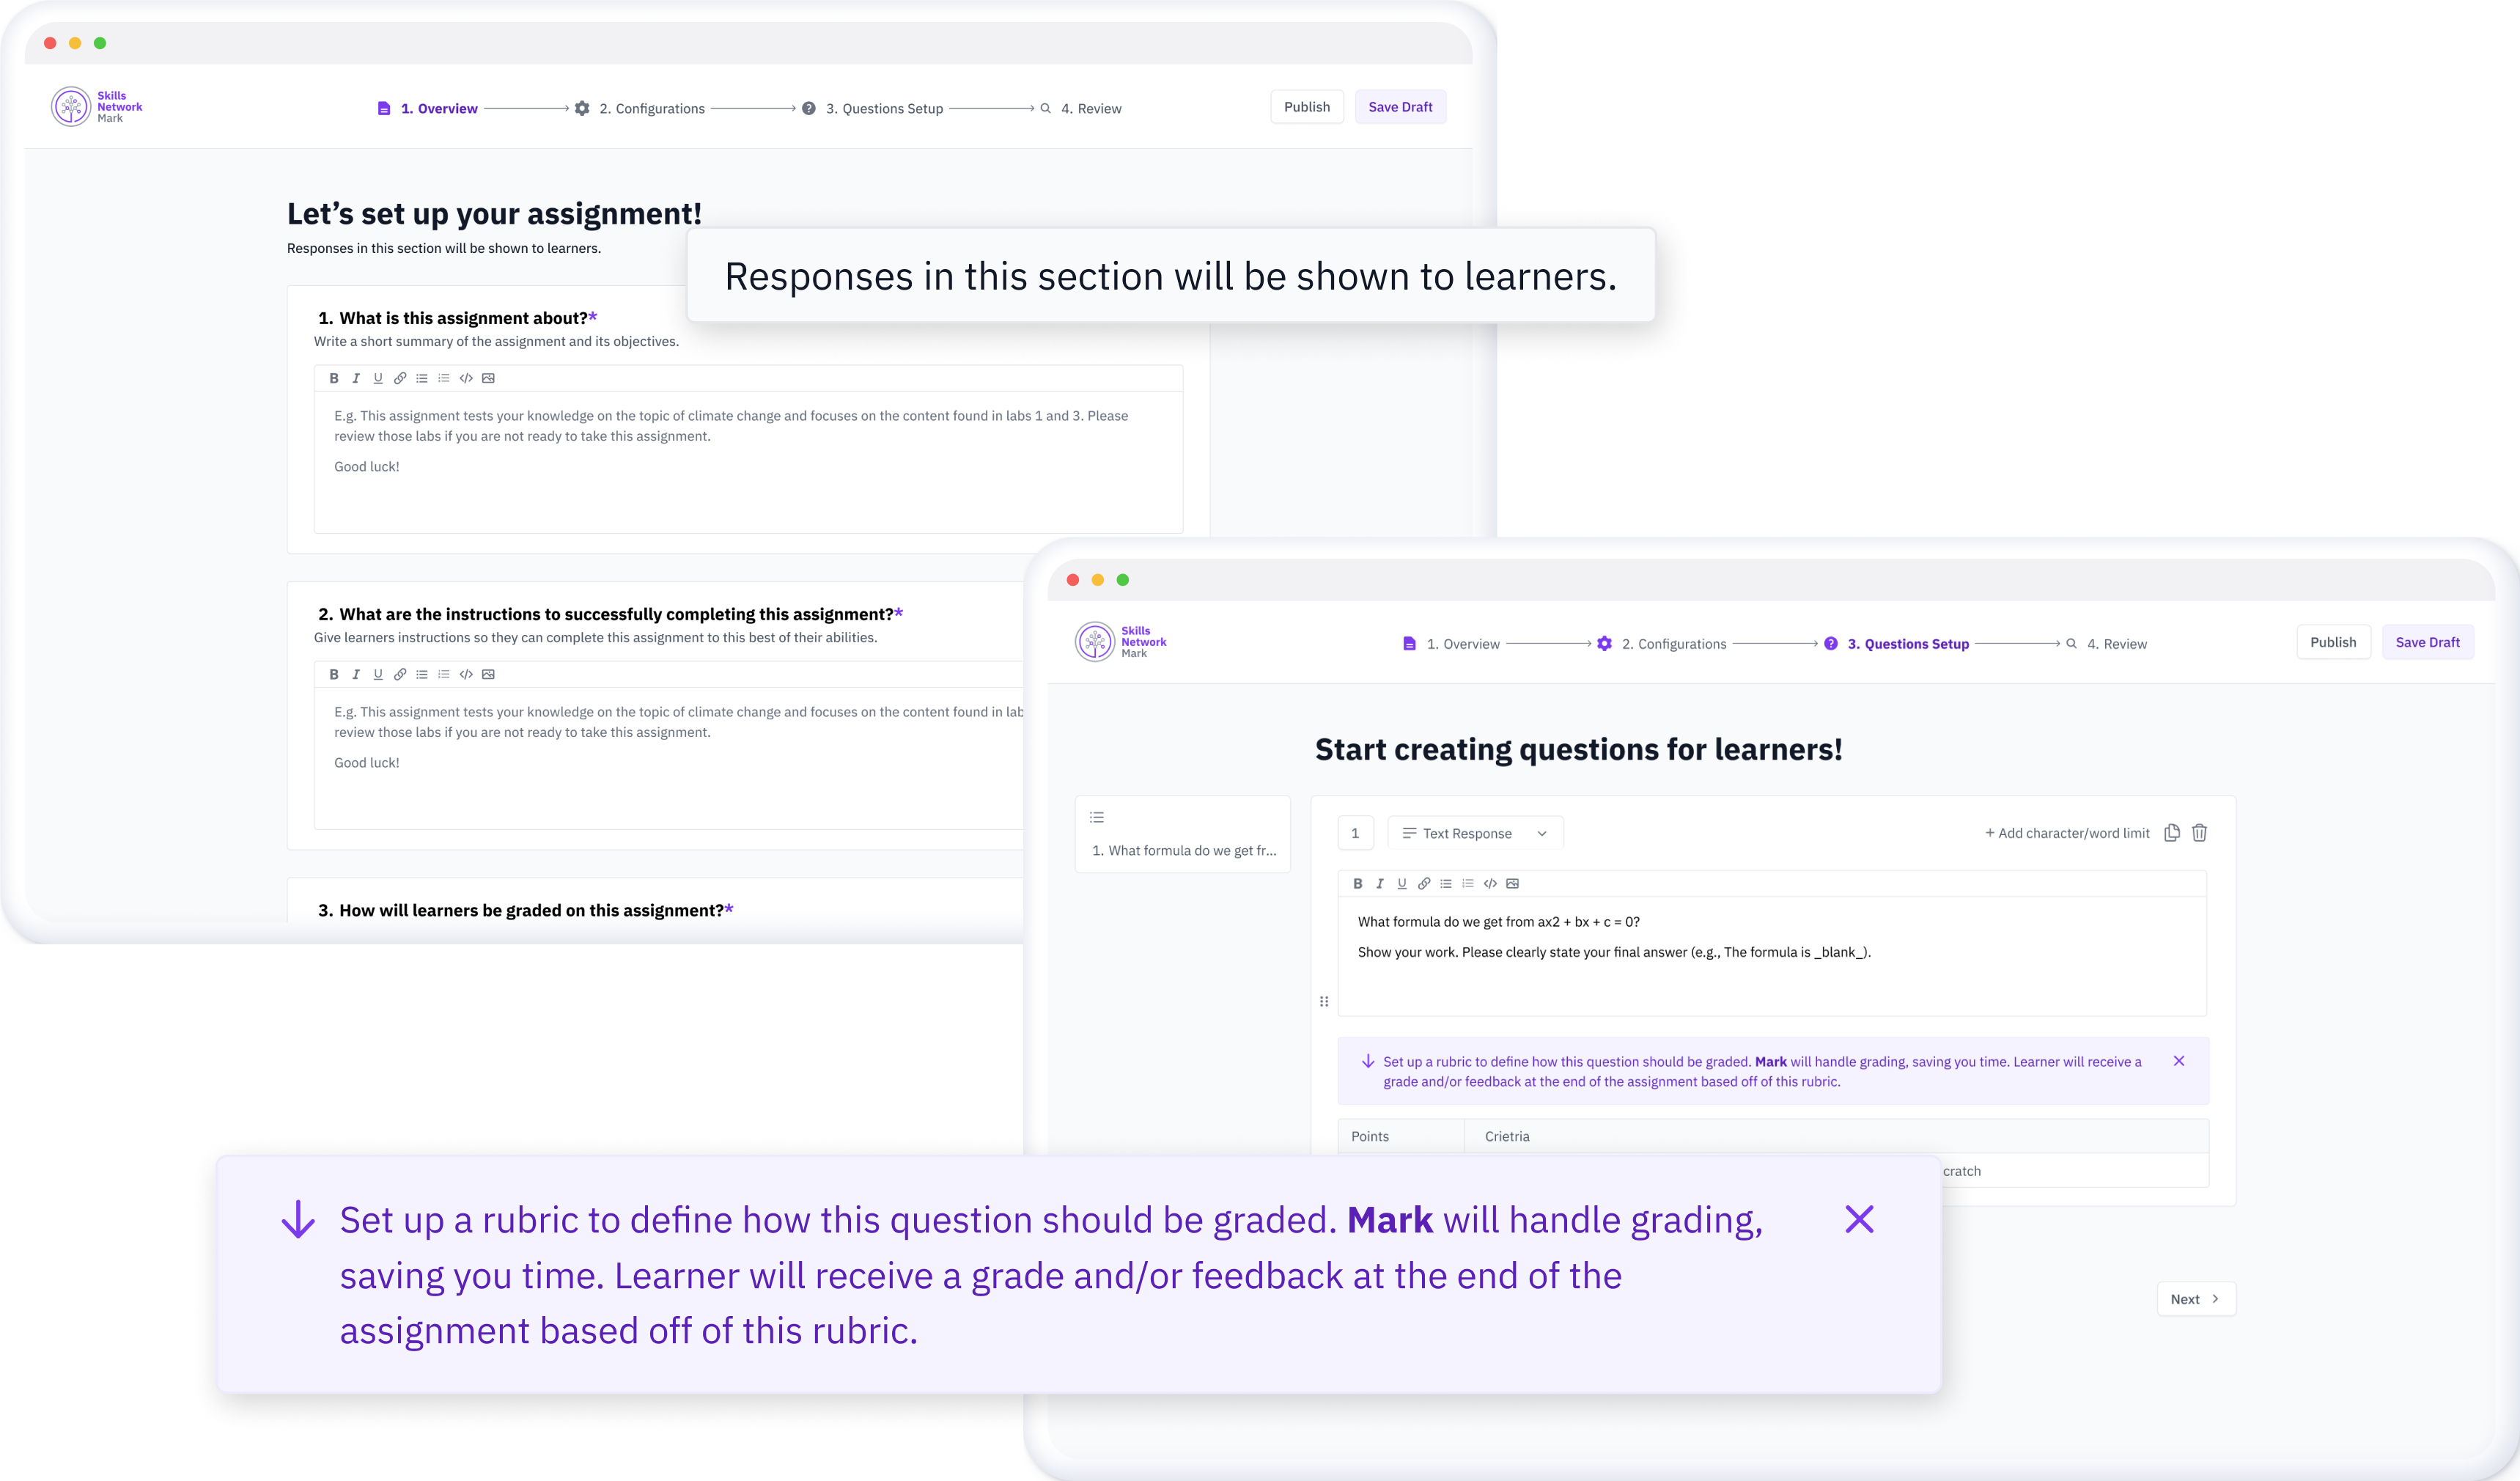 Skills
Network
Mark
1. Overview
2. Configurations
3. Questions Setup
4. Review
Publish
Save Draft
Let’s set up your assignment!
Responses in this section will be shown to learners.
Responses in this section will be shown to learners.
1. What is this assignment about?*
Write a short summary of the assignment and its objectives.
B I U
E.g. This assignment tests your knowledge on the topic of climate change and focuses on the content found in labs 1 and 3. Please
review those labs if you are not ready to take this assignment.
Good luck!
2. What are the instructions to successfully completing this assignment?*
Give learners instructions so they can complete this assignment to this best of their abilities.
B I U
E.g. This assignment tests your knowledge on the topic of climate change and focuses on the content found in lab
review those labs if you are not ready to take this assignment.
Good luck!
3. How will learners be graded on this assignment?*
Skills
Network
Mark
1. Overview
2. Configurations
3. Questions Setup
4. Review
Publish
Save Draft
Start creating questions for learners!
1. What formula do we get fr...
1
Text Response
+ Add character/word limit
B I U
What formula do we get from ax2 + bx + c = 0?
Show your work. Please clearly state your final answer (e.g., The formula is _blank_).
Set up a rubric to define how this question should be graded. Mark will handle grading, saving you time. Learner will receive a
grade and/or feedback at the end of the assignment based off of this rubric.
Points
Crietria
cratch
Set up a rubric to define how this question should be graded. Mark will handle grading,
saving you time. Learner will receive a grade and/or feedback at the end of the
assignment based off of this rubric.
Next